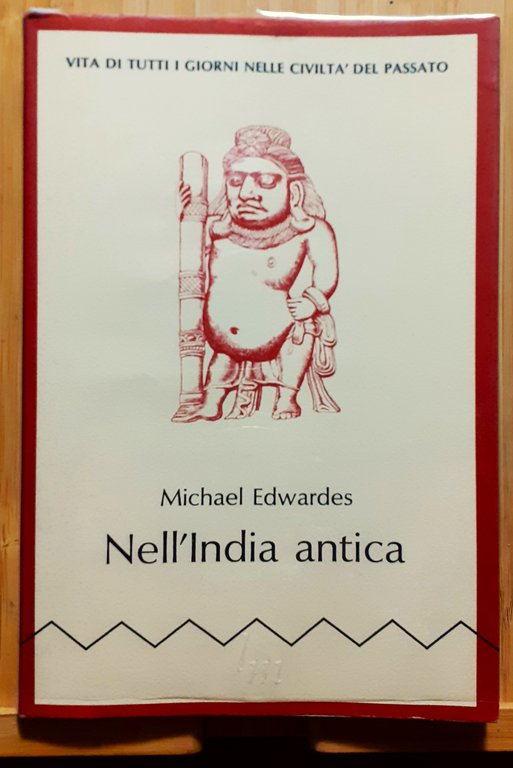 VITA DI TUTTI I GIORNI NELLE CIVILTA' DEL PASSATO
Michael Edwardes
Nell'India antica